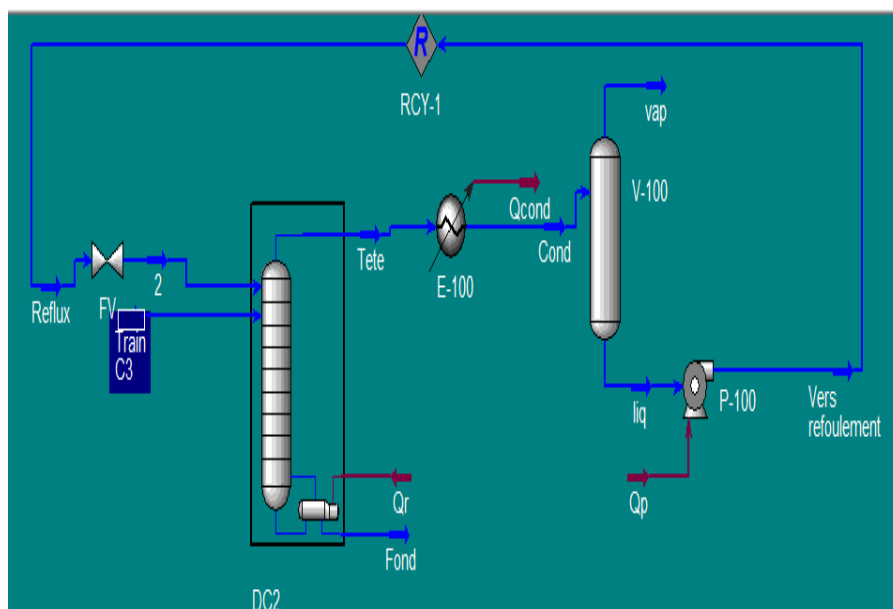 R
RCY-1
vap
V-100
Qcond
Cond
Tete
E-100
2
Reflux
FV
Train
C3
liq
P-100
Vers
refoulement
Qr
Qp
Fond
DC2